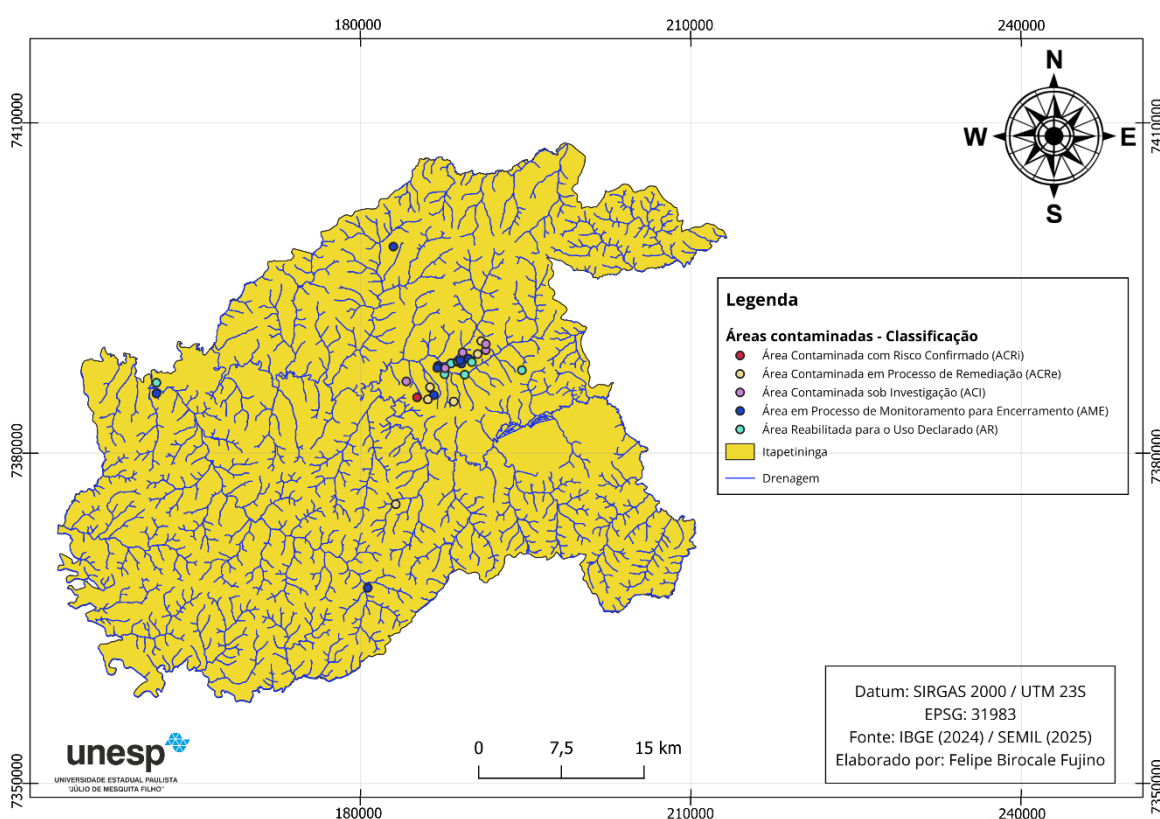 180000
210000
240000
N
W
E
S
7410000
7410000
Legenda
Áreas contaminadas - Classificação
Área Contaminada com Risco Confirmado (ACRi)
Área Contaminada em Processo de Remediação (ACRe)
Área Contaminada sob Investigação (ACI)
Área em Processo de Monitoramento para Encerramento (AME)
Área Reabilitada para o Uso Declarado (AR)
Itapetininga
Drenagem
7380000
7380000
Datum: SIRGAS 2000 / UTM 23S
EPSG: 31983
Fonte: IBGE (2024) / SEMIL (2025)
Elaborado por: Felipe Birocale Fujino
unesp
UNIVERSIDADE ESTADUAL PAULISTA
"JÚLIO DE MESQUITA FILHO"
0
7,5
15 km
7350000
7350000
180000
210000
240000